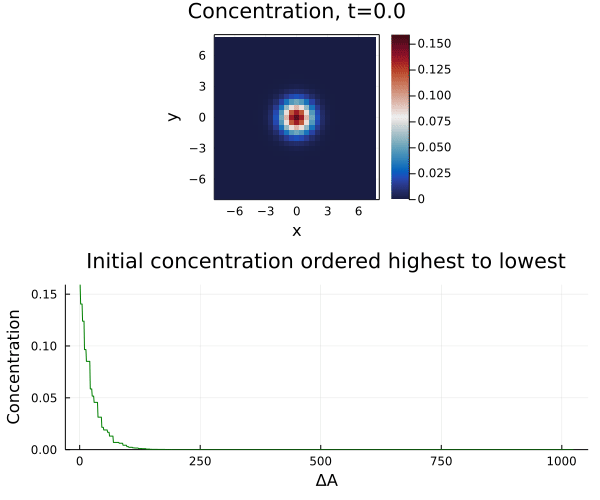 Concentration, t=0.0
6
3
0
−3
−6
y
−6 −3 0 3 6
x
0.150
0.125
0.100
0.075
0.050
0.025
0
Initial concentration ordered highest to lowest
0.15
0.10
0.05
0.00
Concentration
0 250 500 750 1000
ΔA